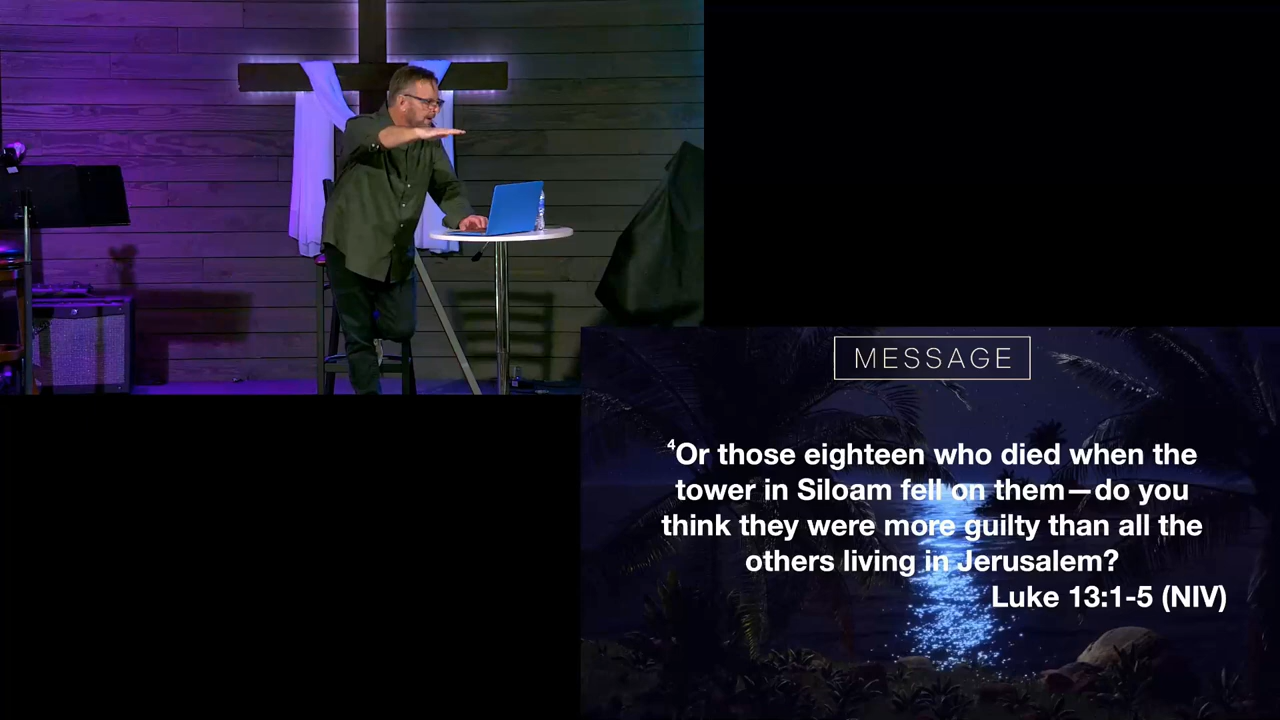 MESSAGE
⁴Or those eighteen who died when the
tower in Siloam fell on them—do you
think they were more guilty than all the
others living in Jerusalem?
Luke 13:1-5 (NIV)